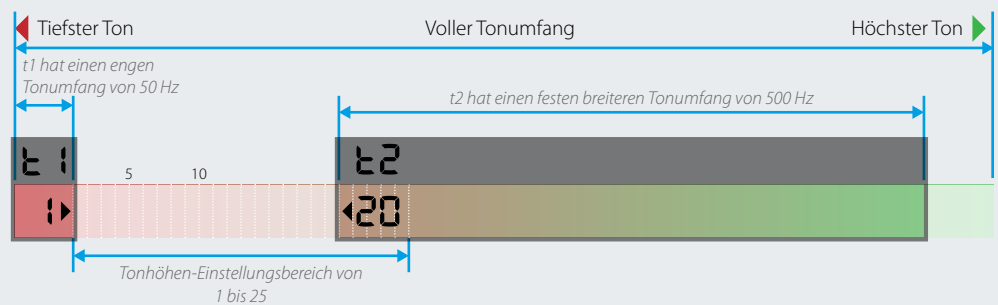 Tiefster Ton
Voller Tonumfang
Höchster Ton
t1 hat einen engen
Tonumfang von 50 Hz
t2 hat einen festen breiteren Tonumfang von 500 Hz
t1
t2
5
10
1
20
Tonhöhen-Einstellungsbereich von
1 bis 25